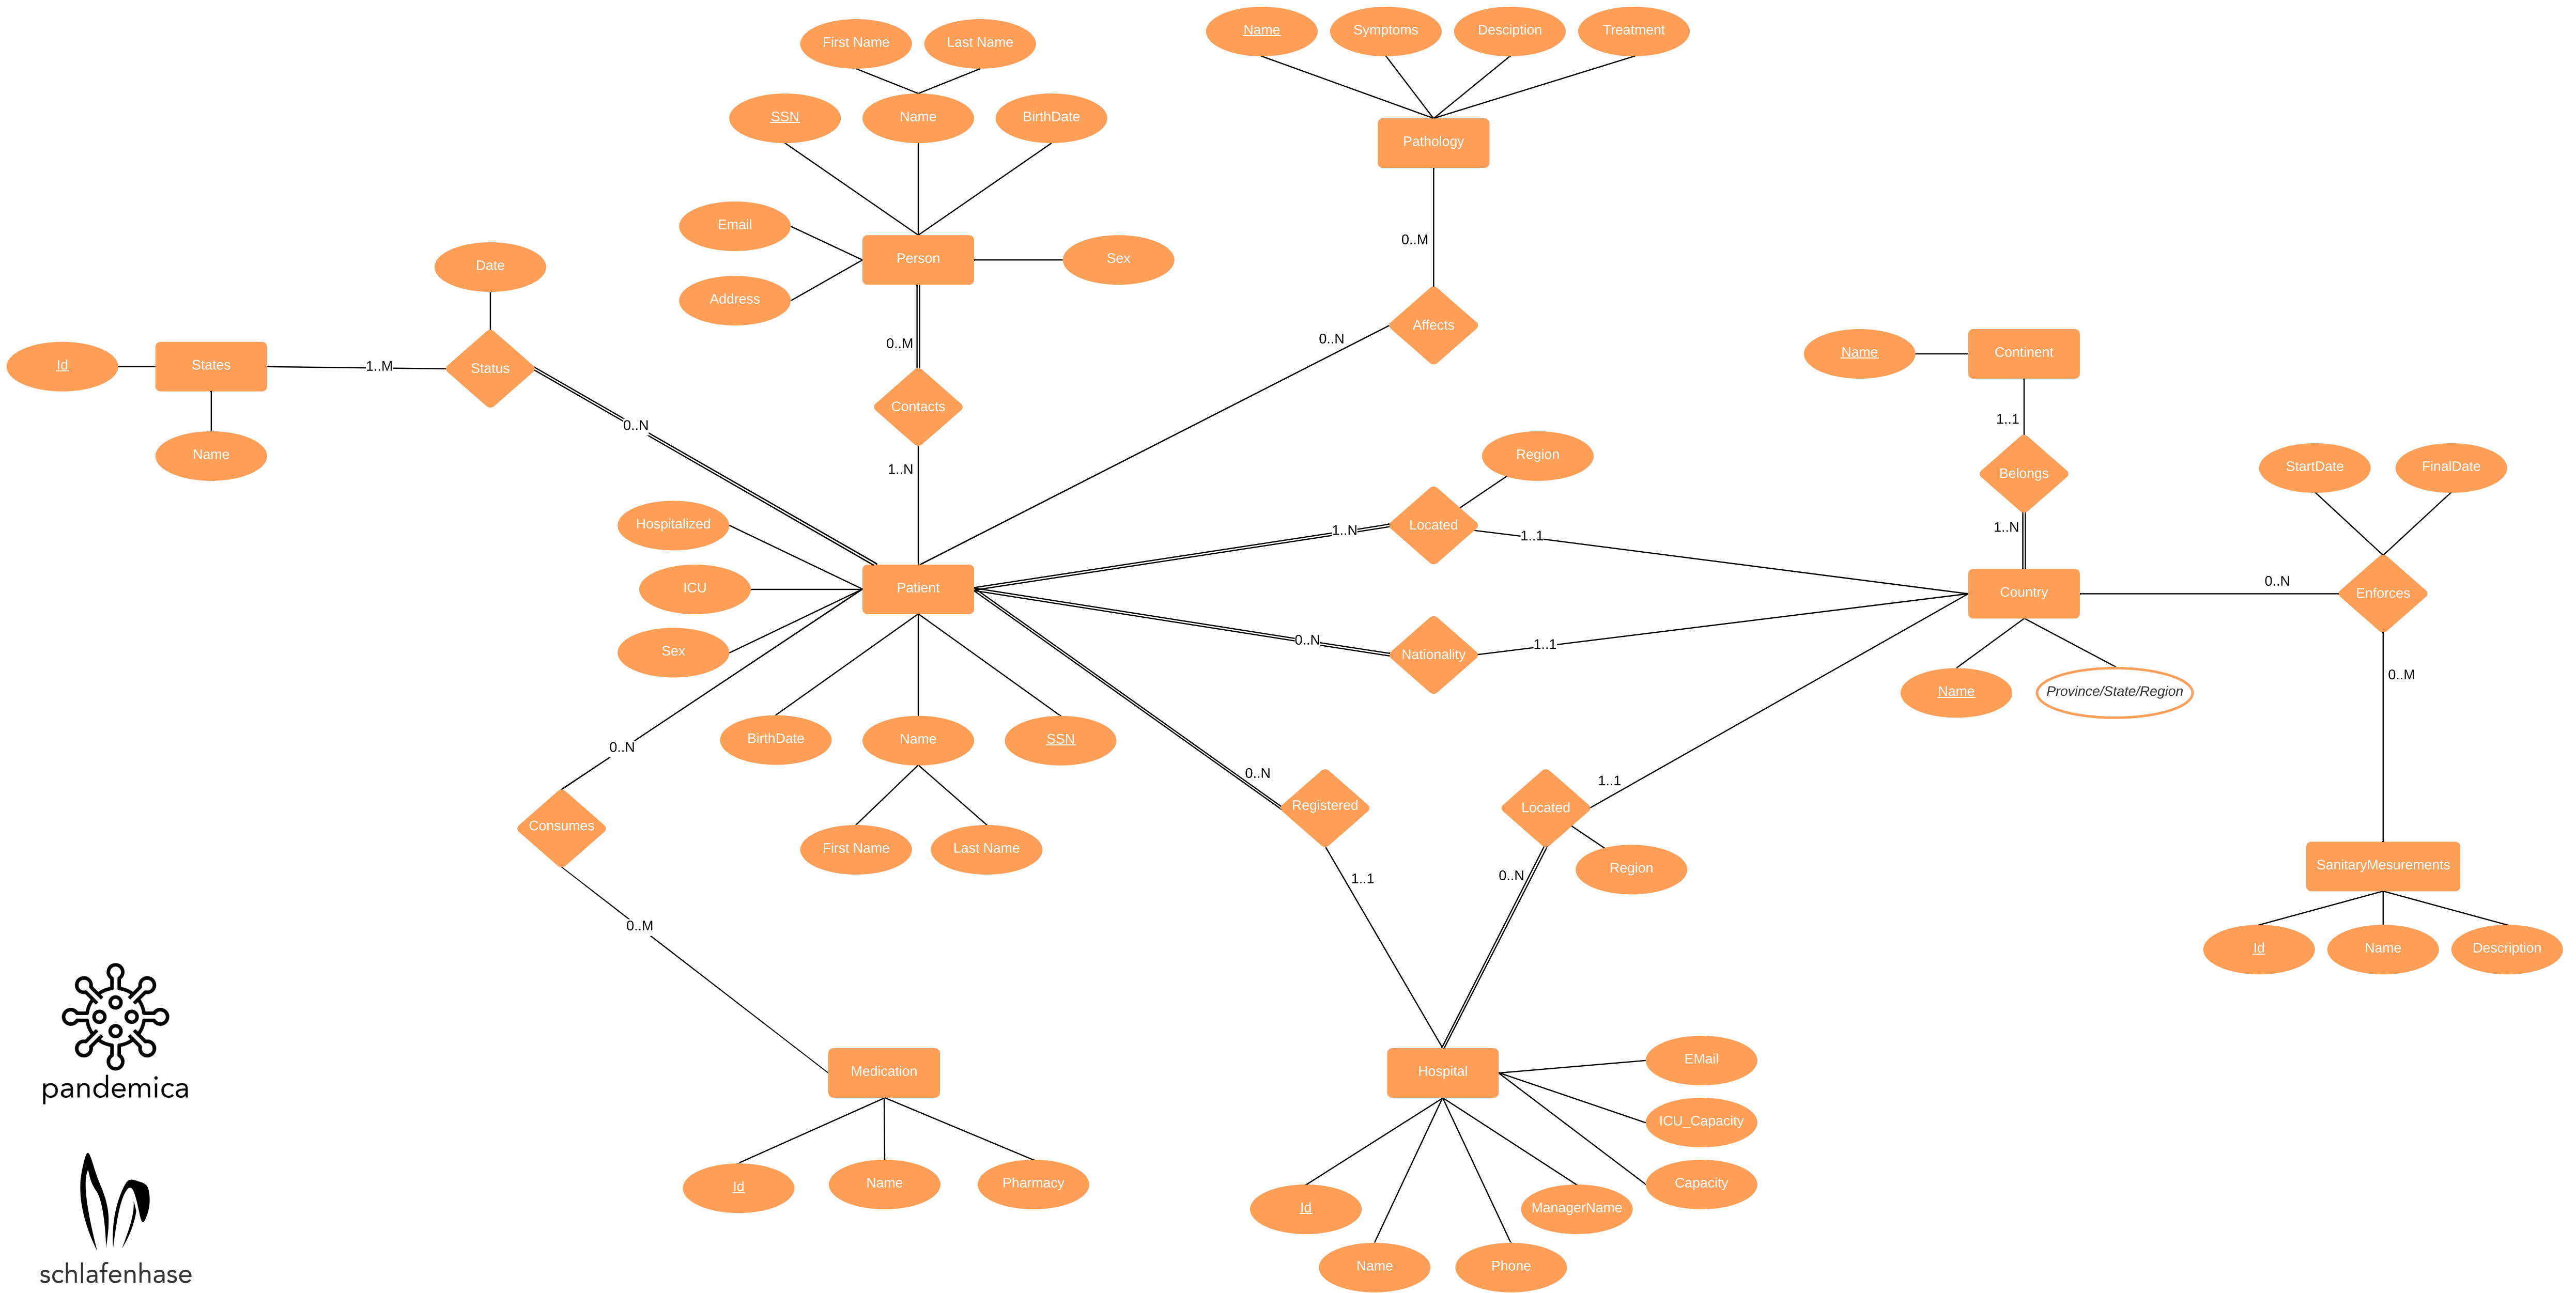 Name
Symptoms
Desciption
Treatment
First Name
Last Name
SSN
Name
BirthDate
Pathology
Email
Person
Sex
Address
0..M
Date
Affects
0..N
0..M
Id
States
1..M
Status
Name
Continent
Contacts
1..1
0..N
Name
1..N
Region
Belongs
StartDate
FinalDate
Hospitalized
Located
1..N
1..1
1..N
ICU
Patient
Country
0..N
Enforces
Sex
0..N
Nationality
1..1
0..M
Name
Province/State/Region
BirthDate
Name
SSN
0..N
0..N
Registered
Located
1..1
Consumes
First Name
Last Name
SanitaryMesurements
Region
1..1
0..N
0..M
Id
Name
Description
pandemica
Medication
Hospital
EMail
ICU_Capacity
Capacity
Id
Name
Pharmacy
Id
ManagerName
Name
Phone
schlafenhase